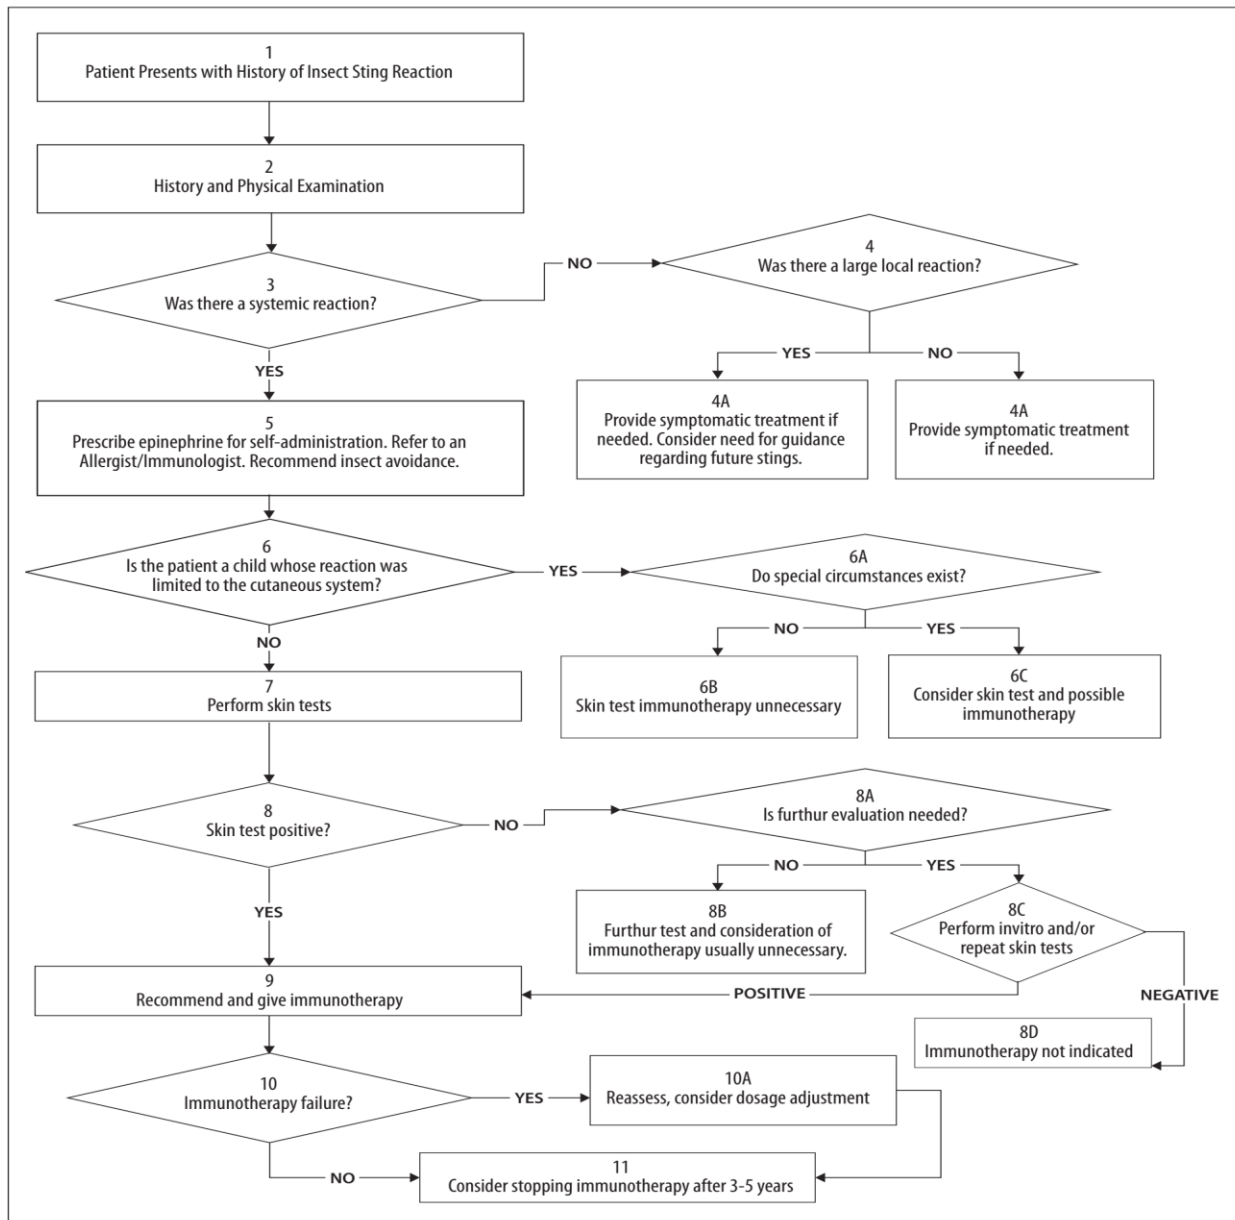 1
Patient Presents with History of Insect Sting Reaction
2
History and Physical Examination
3
Was there a systemic reaction?
NO
4
Was there a large local reaction?
YES
NO
4A
Provide symptomatic treatment if
needed. Consider need for guidance
regarding future stings.
4A
Provide symptomatic treatment
if needed.
YES
5
Prescribe epinephrine for self-administration. Refer to an
Allergist/Immunologist. Recommend insect avoidance.
6
Is the patient a child whose reaction was
limited to the cutaneous system?
YES
6A
Do special circumstances exist?
NO
YES
6B
Skin test immunotherapy unnecessary
6C
Consider skin test and possible
immunotherapy
NO
7
Perform skin tests
8
Skin test positive?
NO
8A
Is furthur evaluation needed?
NO
YES
8B
Furthur test and consideration of
immunotherapy usually unnecessary.
8C
Perform invitro and/or
repeat skin tests
POSITIVE
NEGATIVE
8D
Immunotherapy not indicated
YES
9
Recommend and give immunotherapy
10
Immunotherapy failure?
YES
10A
Reassess, consider dosage adjustment
NO
11
Consider stopping immunotherapy after 3-5 years